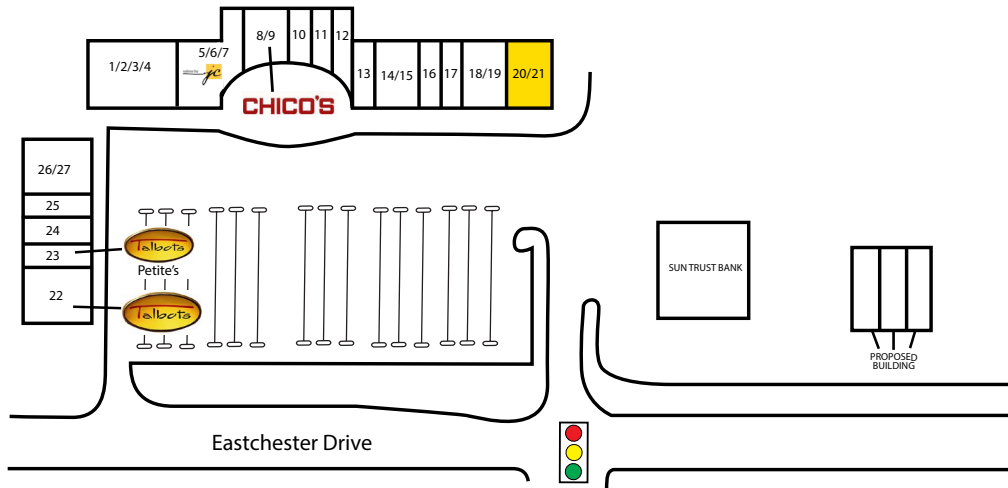 8/9
10
11
12
5/6/7
jc
1/2/3/4
13
14/15
16
17
18/19
20/21
CHICO'S
26/27
25
24
23
Talbots
Petite's
22
Talbots
SUN TRUST BANK
PROPOSED
BUILDING
Eastchester Drive